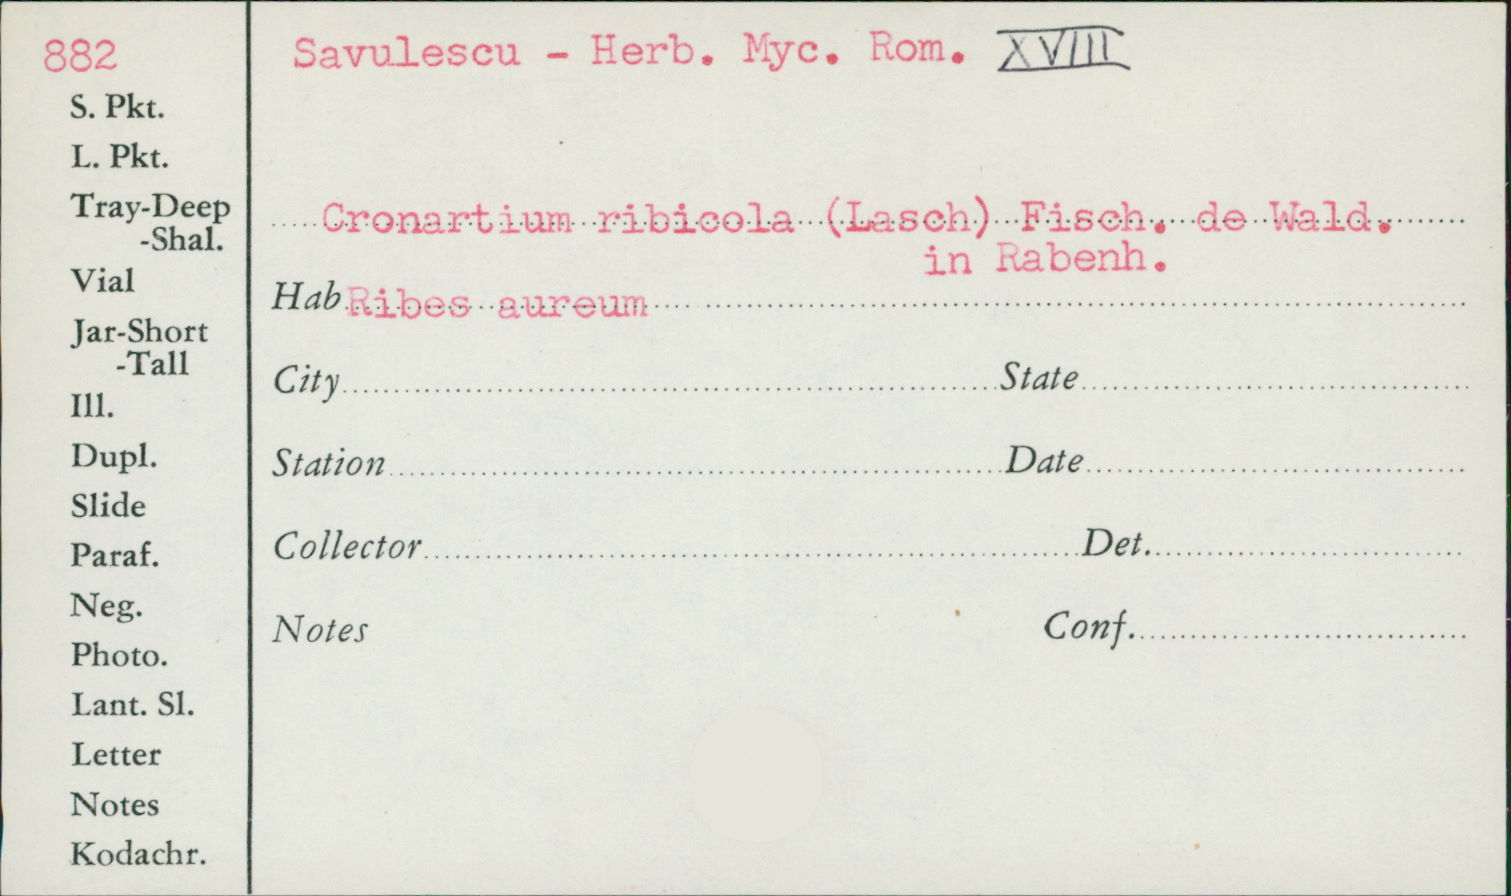 882
Savulescu - Herb. Myc. Rom. XVIII
S. Pkt.
L. Pkt.
Tray-Deep
-Shal.
Vial
Jar-Short
-Tall
Ill.
Dupl.
Slide
Paraf.
Neg.
Photo.
Lant. Sl.
Letter
Notes
Kodachr.
Cronartium ribicola (Lasch) Fisch. de Wald.
in Rabenh.
Hab Ribes aureum
City State
Station Date
Collector Det.
Notes Conf.